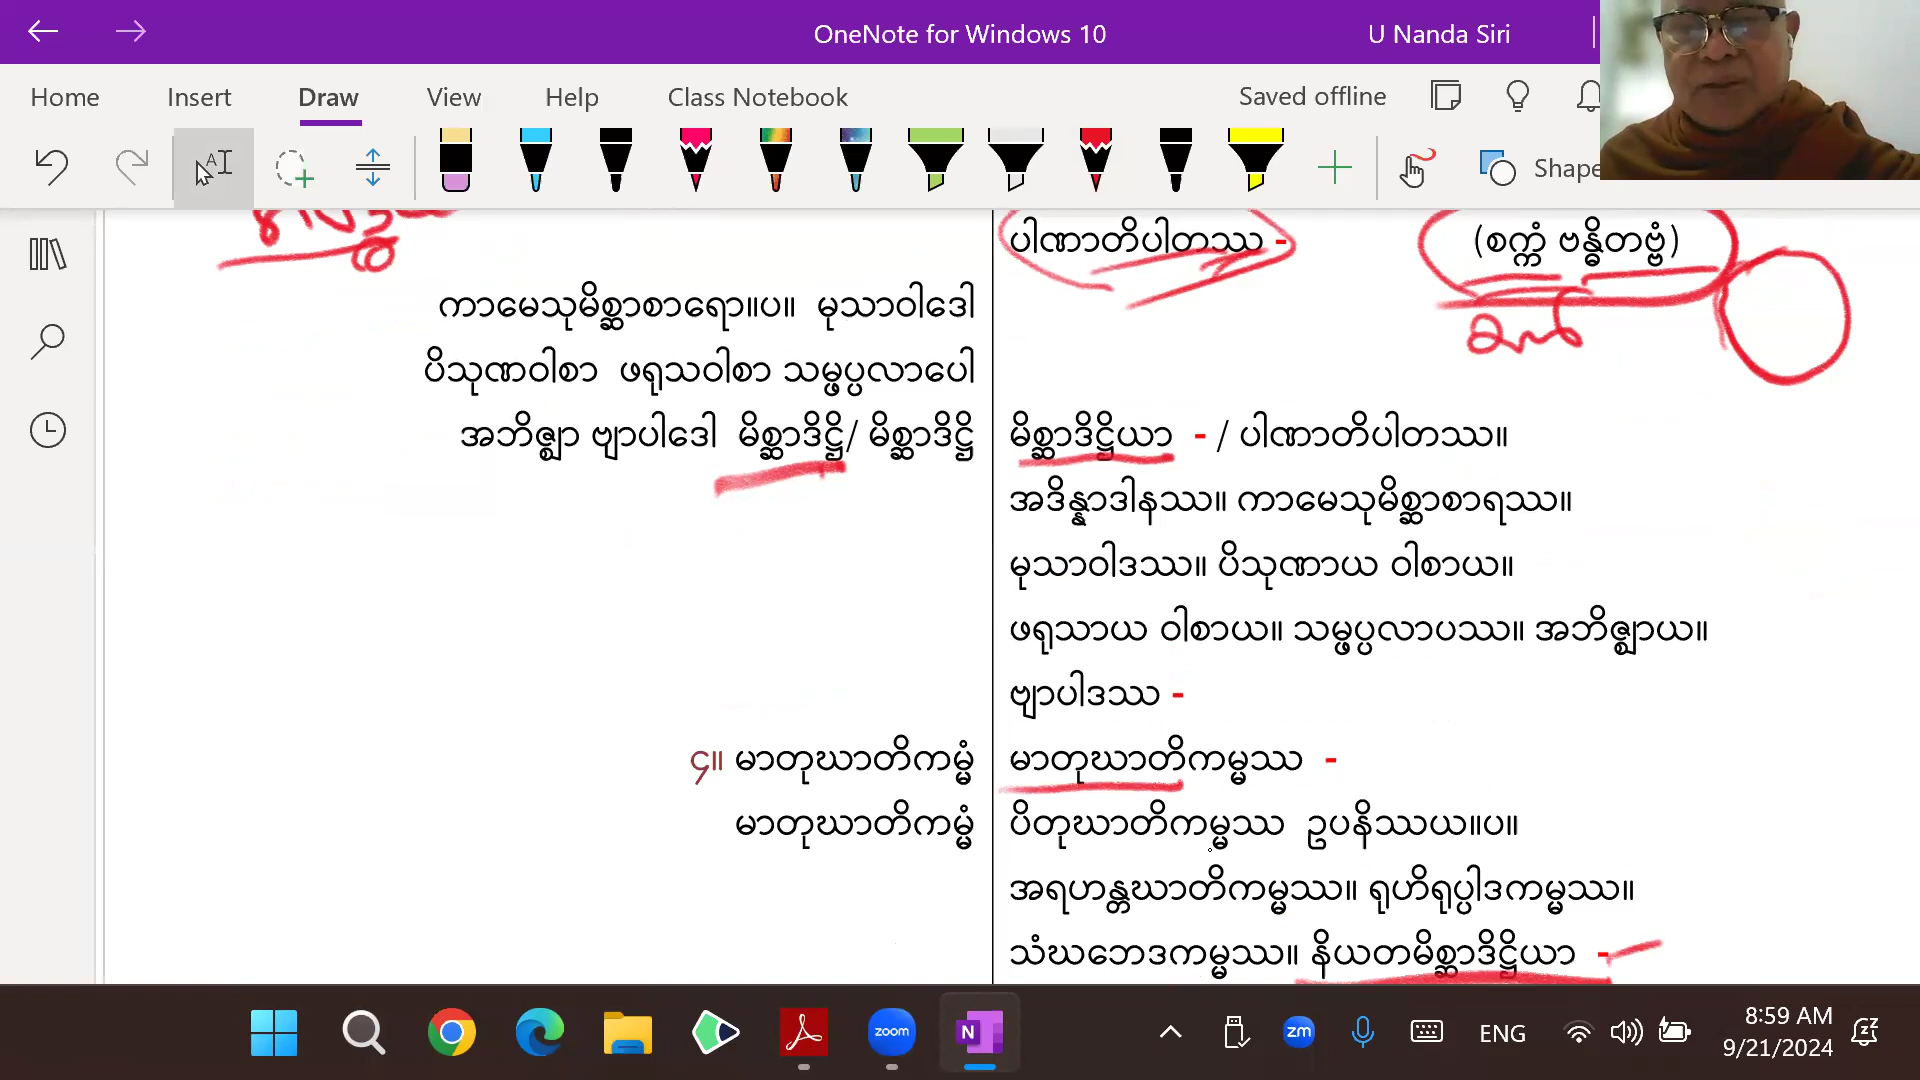 OneNote for Windows 10
U Nanda Siri
Home Insert Draw View Help Class Notebook
Saved offline
Shape
ပါဏာတိပါတဿ -
(စက္ကံ ဗန္ဓိတဗ္ဗံ)
ကာမေသုမိစ္ဆာစာရော။ပ။ မုသာဝါဒေါ
ပိသုဏဝါစာ ဖရုသဝါစာ သမ္ဖပ္ပလာပေါ
အဘိဇ္ဈာ ဗျာပါဒေါ မိစ္ဆာဒိဋ္ဌိ/ မိစ္ဆာဒိဋ္ဌိ
မိစ္ဆာဒိဋ္ဌိယာ - / ပါဏာတိပါတဿ။
အဒိန္နာဒါနဿ။ ကာမေသုမိစ္ဆာစာရဿ။
မုသာဝါဒဿ။ ပိသုဏာယ ဝါစာယ။
ဖရုသာယ ဝါစာယ။ သမ္ဖပ္ပလာပဿ။ အဘိဇ္ဈာယ။
ဗျာပါဒဿ -
၄။ မာတုဃာတိကမ္မံ
မာတုဃာတိကမ္မဿ -
မာတုဃာတိကမ္မံ
ပိတုဃာတိကမ္မဿ ဥပနိဿယ။ပ။
အရဟန္တဃာတိကမ္မဿ။ ရုဟိရုပ္ပါဒကမ္မဿ။
သံဃဘေဒကမ္မဿ။ နိယတမိစ္ဆာဒိဋ္ဌိယာ -
zoom
zm
ENG
8:59 AM
9/21/2024